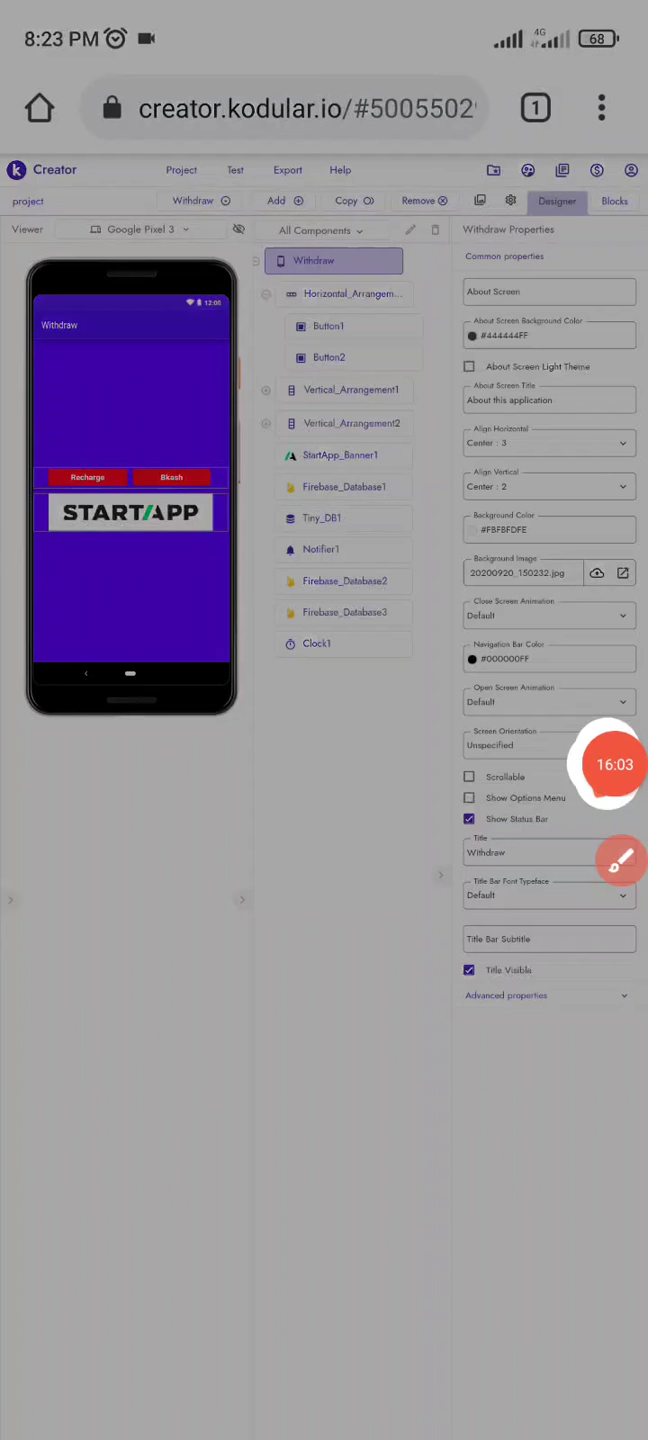 8:23 PM
4G
68
creator.kodular.io/#5005502
1
Creator
Project
Test
Export
Help
project
Withdraw
Add
Copy
Remove
Designer
Blocks
Viewer
Google Pixel 3
All Components
Withdraw Properties
12:00
Withdraw
Recharge
Bkash
STARTAPP
Withdraw
Horizontal_Arrangem...
Button1
Button2
Vertical_Arrangement1
Vertical_Arrangement2
StartApp_Banner1
Firebase_Database1
Tiny_DB1
Notifier1
Firebase_Database2
Firebase_Database3
Clock1
Common properties
About Screen
About Screen Background Color
#444444FF
About Screen Light Theme
About Screen Title
About this application
Align Horizontal
Center : 3
Align Vertical
Center : 2
Background Color
#FBFBFDFE
Background Image
20200920_150232.jpg
Close Screen Animation
Default
Navigation Bar Color
#000000FF
Open Screen Animation
Default
Screen Orientation
Unspecified
16:03
Scrollable
Show Options Menu
Show Status Bar
Title
Withdraw
Title Bar Font Typeface
Default
Title Bar Subtitle
Title Visible
Advanced properties